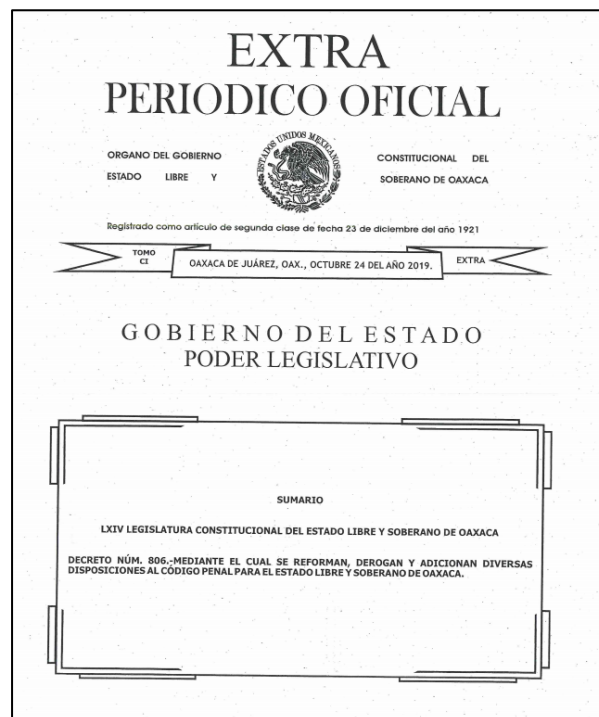 EXTRA
PERIODICO OFICIAL
ORGANO DEL GOBIERNO
ESTADO LIBRE Y
ESTADOS UNIDOS MEXICANOS
CONSTITUCIONAL DEL
SOBERANO DE OAXACA
Registrado como artículo de segunda clase de fecha 23 de diciembre del año 1921
TOMO
CI
OAXACA DE JUÁREZ, OAX., OCTUBRE 24 DEL AÑO 2019.
EXTRA
GOBIERNO DEL ESTADO
PODER LEGISLATIVO
SUMARIO
LXIV LEGISLATURA CONSTITUCIONAL DEL ESTADO LIBRE Y SOBERANO DE OAXACA
DECRETO NÚM. 806.-MEDIANTE EL CUAL SE REFORMAN, DEROGAN Y ADICIONAN DIVERSAS
DISPOSICIONES AL CÓDIGO PENAL PARA EL ESTADO LIBRE Y SOBERANO DE OAXACA.